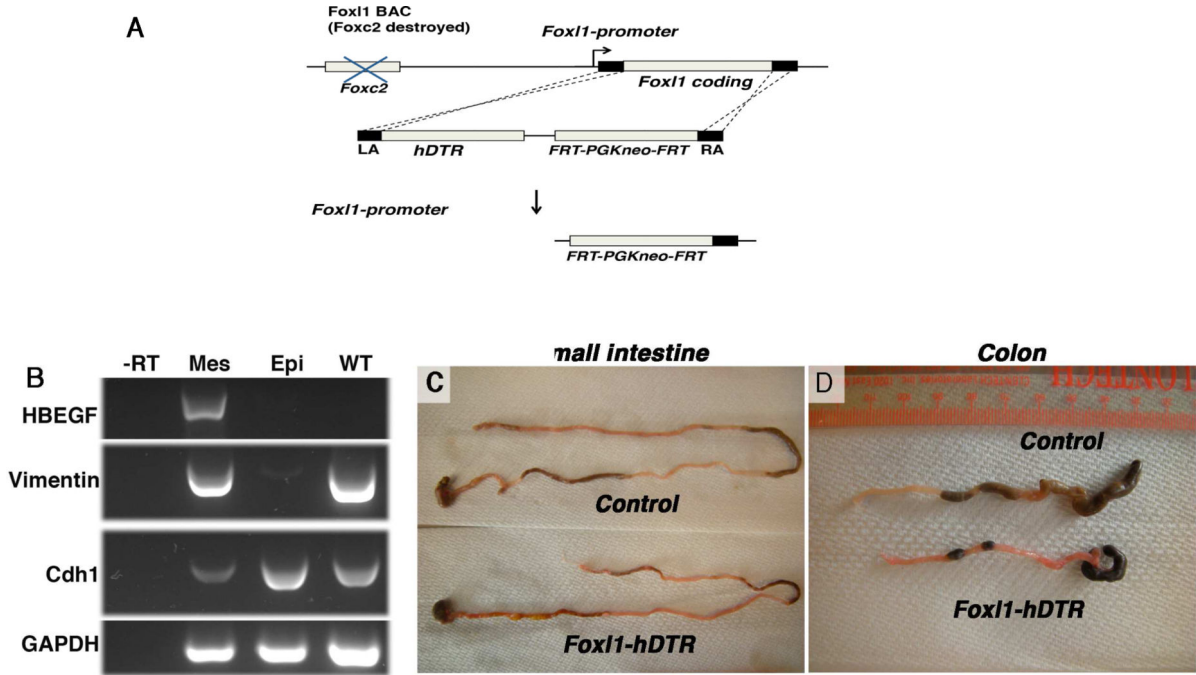 A
Foxl1 BAC
(Foxc2 destroyed)
Foxl1-promoter
Foxc2
Foxl1 coding
LA
hDTR
FRT-PGKneo-FRT
RA
Foxl1-promoter
FRT-PGKneo-FRT
B
-RT Mes Epi WT
HBEGF
Vimentin
Cdh1
GAPDH
mall intestine
C
Control
Foxl1-hDTR
Colon
D
Control
Foxl1-hDTR